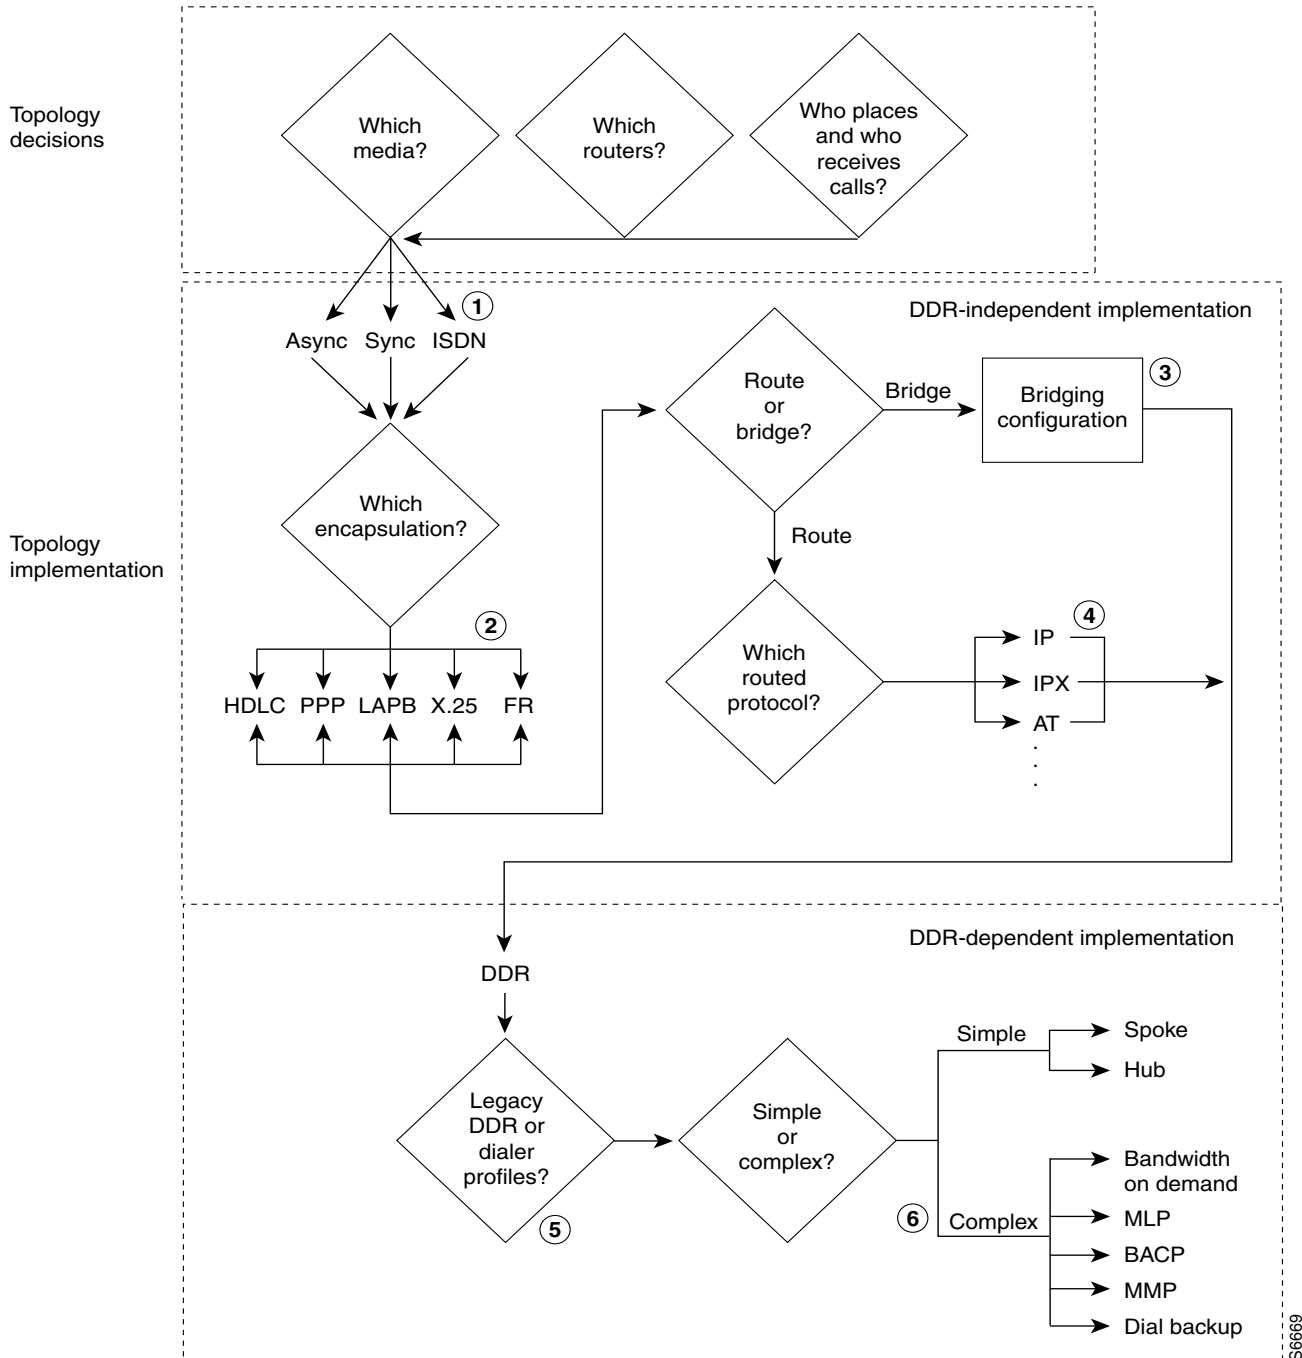 Topology
decisions
Which
media?
Which
routers?
Who places
and who
receives
calls?
Topology
implementation
DDR-independent implementation
1
Async
Sync
ISDN
Which
encapsulation?
2
HDLC
PPP
LAPB
X.25
FR
Route
or
bridge?
Bridge
Bridging
configuration
3
Route
Which
routed
protocol?
4
IP
IPX
AT
.
.
.
DDR-dependent implementation
DDR
Legacy
DDR or
dialer
profiles?
5
Simple
or
complex?
Simple
Spoke
Hub
6
Complex
Bandwidth
on demand
MLP
BACP
MMP
Dial backup
S6669